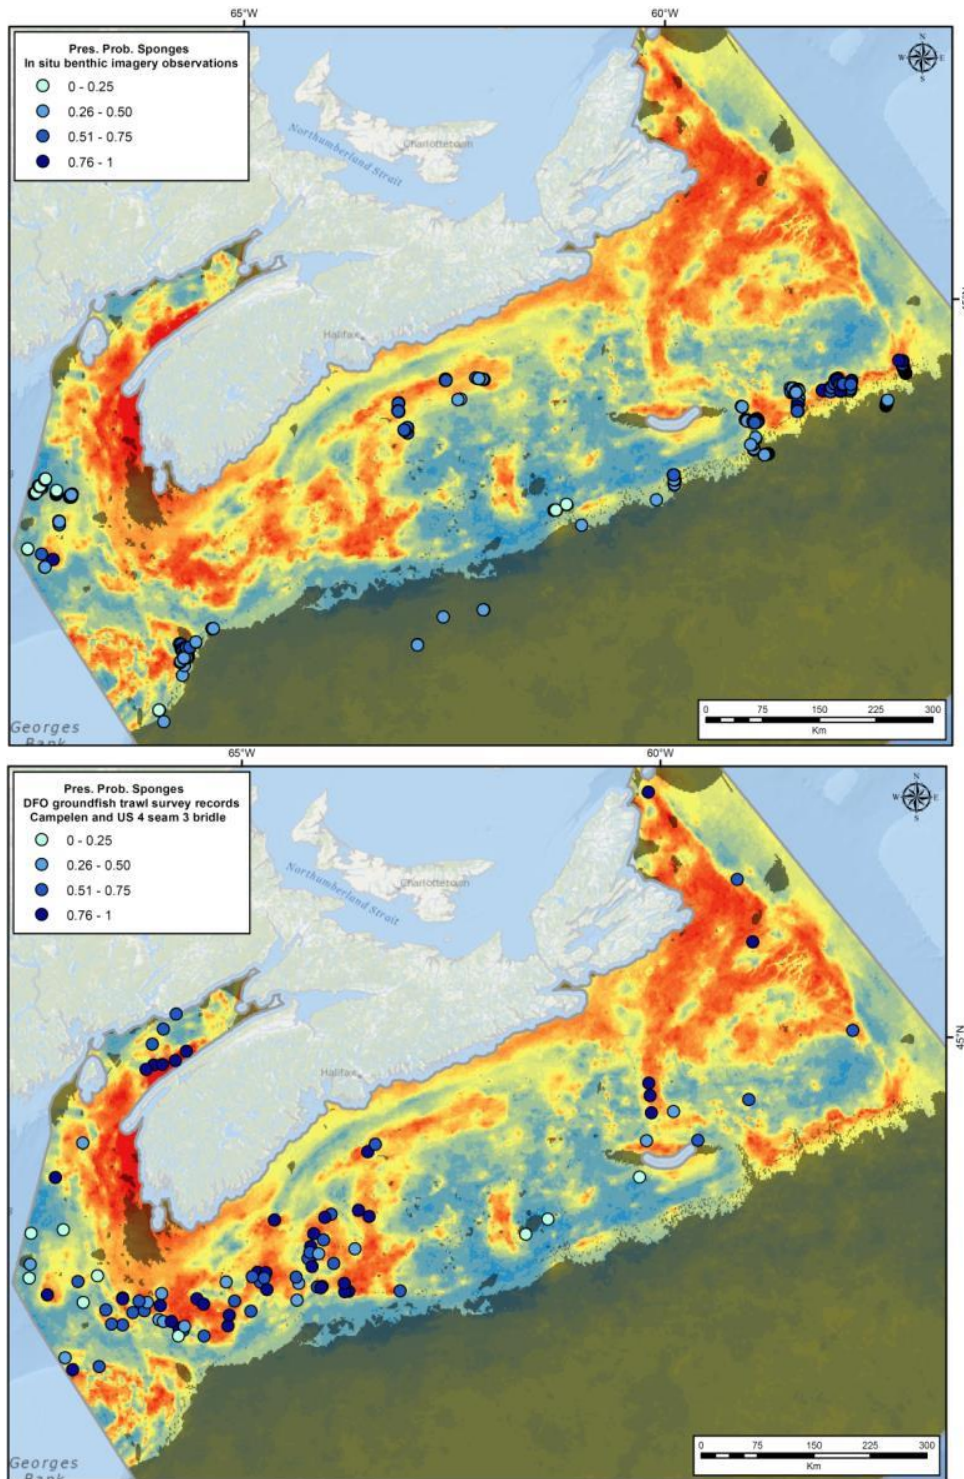 65°W
60°W
Pres. Prob. Sponges
In situ benthic imagery observations
0 - 0.25
0.26 - 0.50
0.51 - 0.75
0.76 - 1
N
W E
S
Northumberland Strait
Charlottetown
Halifax
0 75 150 225 300
Km
Georges
Bank
65°W
60°W
Pres. Prob. Sponges
DFO groundfish trawl survey records
Campelen and US 4 seam 3 bridle
0 - 0.25
0.26 - 0.50
0.51 - 0.75
0.76 - 1
N
W E
S
Northumberland Strait
Charlottetown
45°N
Halifax
0 75 150 225 300
Km
Georges
Bank